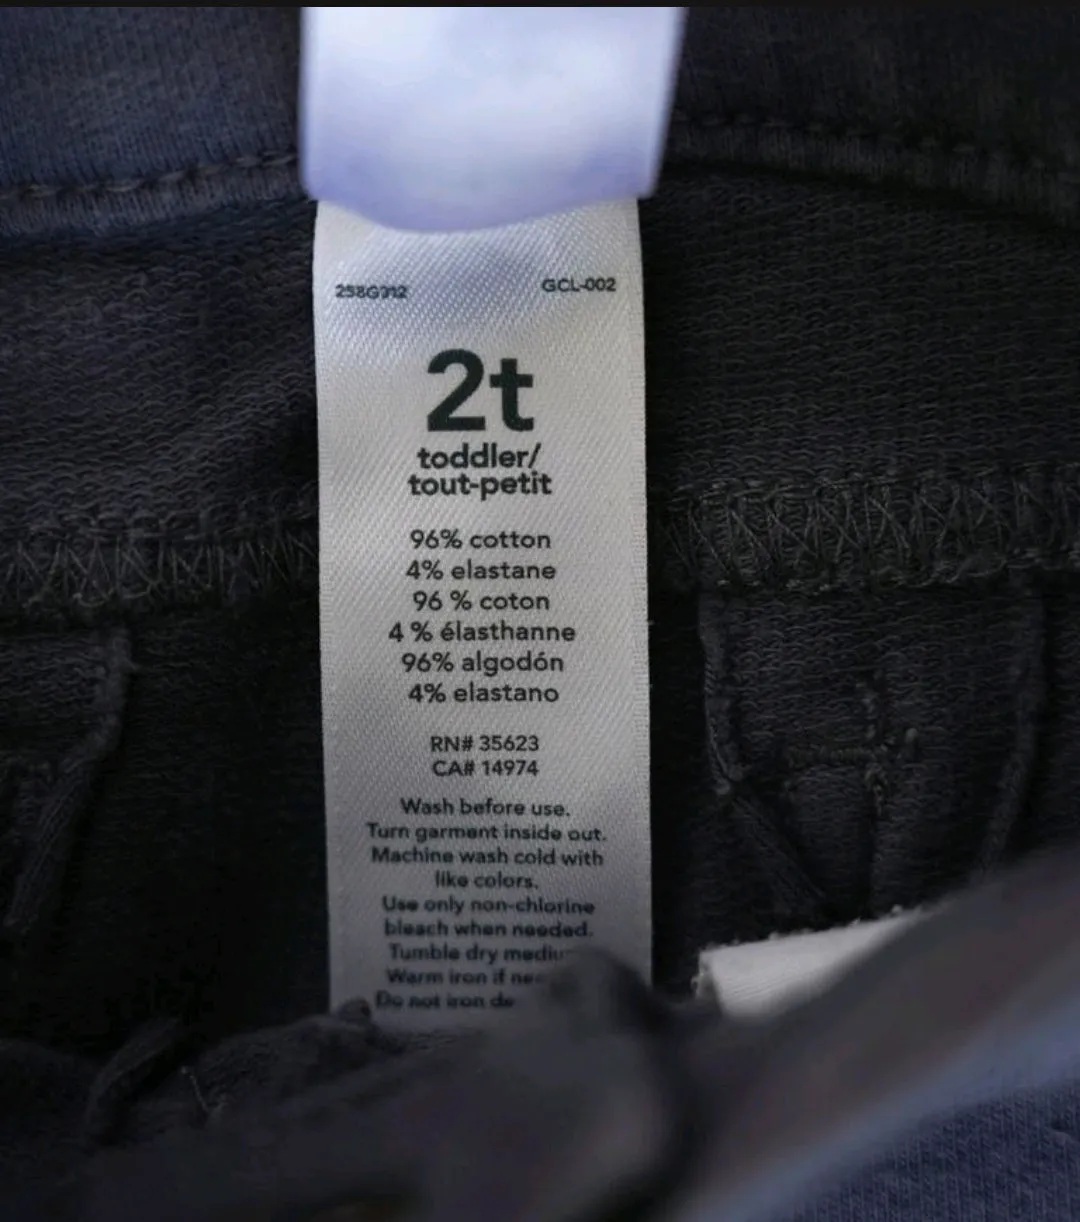 258G312 GCL-002
2t
toddler/
tout-petit
96% cotton
4% elastane
96 % coton
4 % élasthanne
96% algodón
4% elastano
RN# 35623
CA# 14974
Wash before use.
Turn garment inside out.
Machine wash cold with
like colors.
Use only non-chlorine
bleach when needed.
Tumble dry
Warm iron if
Do not iron